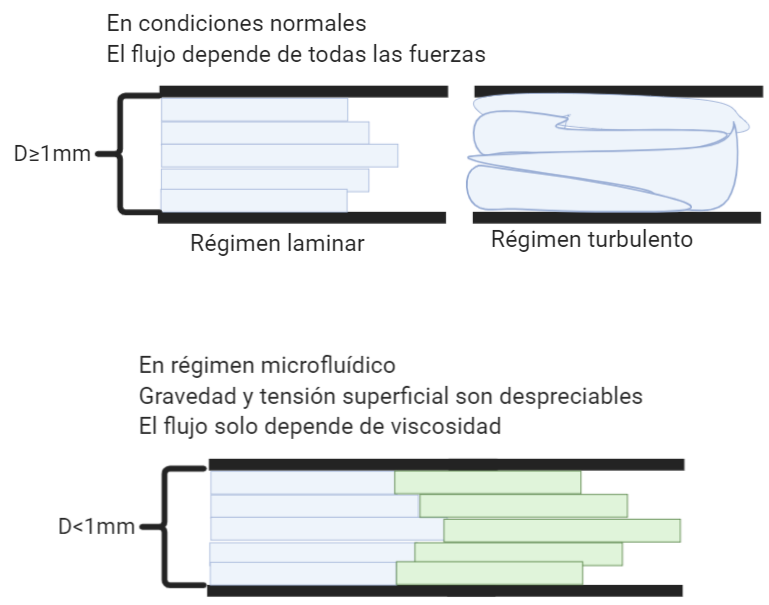 En condiciones normales
El flujo depende de todas las fuerzas
D≥1mm
Régimen laminar
Régimen turbulento
En régimen microfluídico
Gravedad y tensión superficial son despreciables
El flujo solo depende de viscosidad
D<1mm